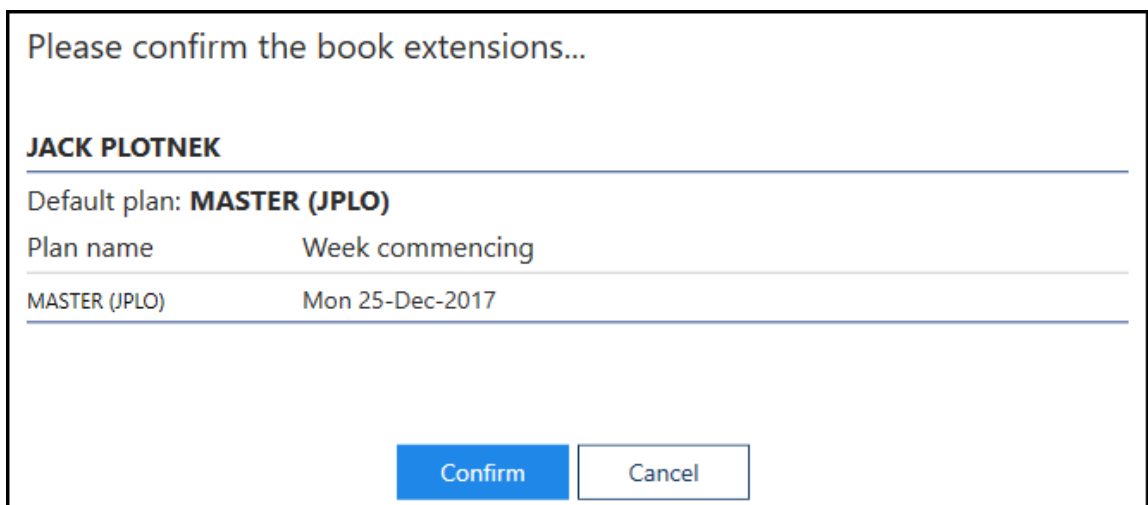 Please confirm the book extensions...
JACK PLOTNEK
Default plan: MASTER (JPLO)
Plan name Week commencing
MASTER (JPLO) Mon 25-Dec-2017
Confirm Cancel